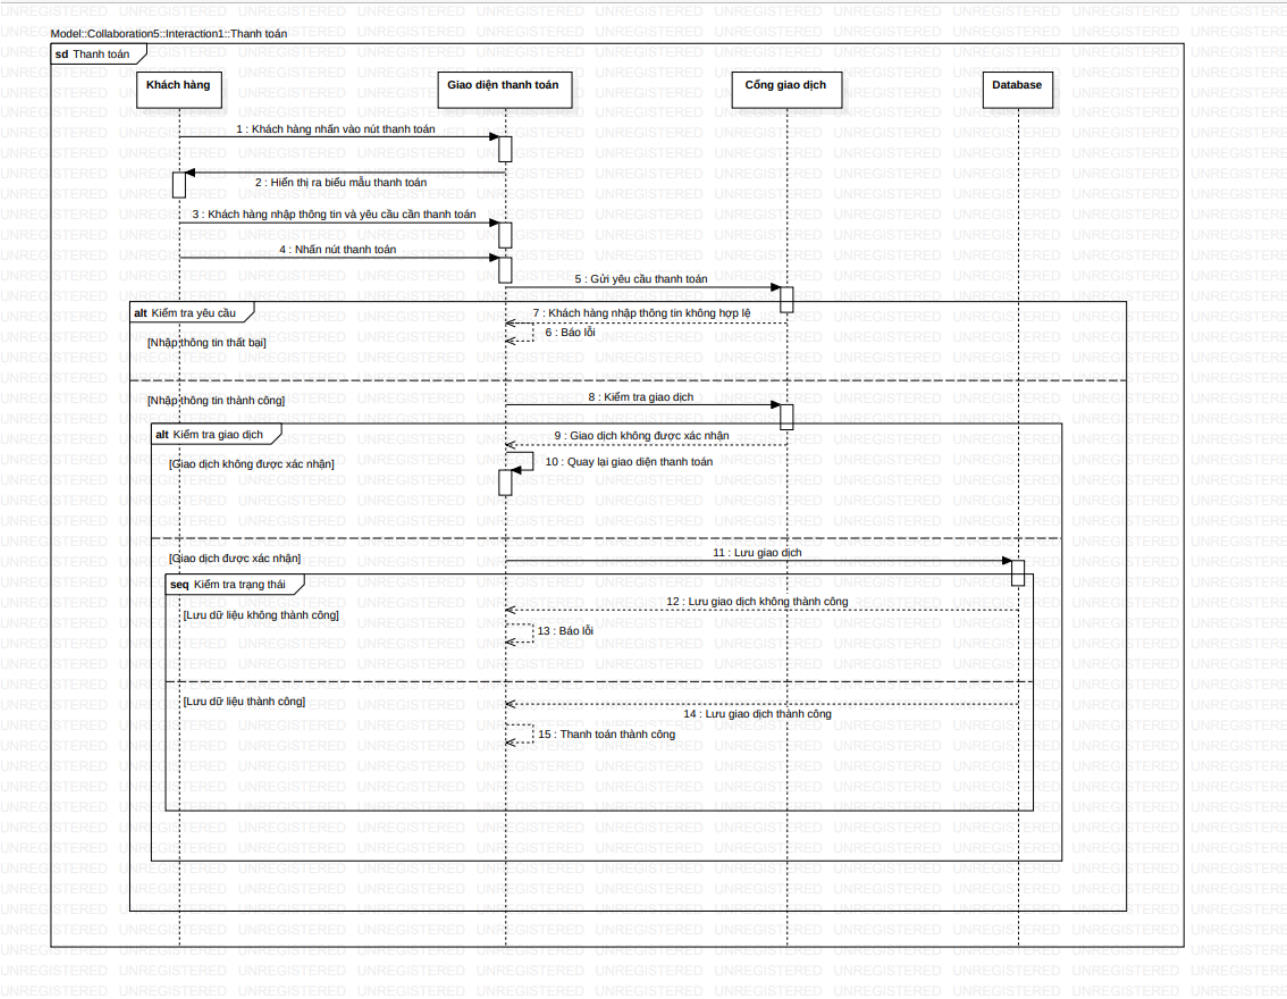 Model::Collaboration5::Interaction1::Thanh toán
sd Thanh toán
Khách hàng
Giao diện thanh toán
Cổng giao dịch
Database
1 : Khách hàng nhấn vào nút thanh toán
2 : Hiển thị ra biểu mẫu thanh toán
3 : Khách hàng nhập thông tin và yêu cầu cần thanh toán
4 : Nhấn nút thanh toán
5 : Gửi yêu cầu thanh toán
alt Kiểm tra yêu cầu
7 : Khách hàng nhập thông tin không hợp lệ
6 : Báo lỗi
[Nhập thông tin thất bại]
[Nhập thông tin thành công]
8 : Kiểm tra giao dịch
alt Kiểm tra giao dịch
9 : Giao dịch không được xác nhận
[Giao dịch không được xác nhận]
10 : Quay lại giao diện thanh toán
[Giao dịch được xác nhận]
11 : Lưu giao dịch
seq Kiểm tra trạng thái
12 : Lưu giao dịch không thành công
[Lưu dữ liệu không thành công]
13 : Báo lỗi
[Lưu dữ liệu thành công]
14 : Lưu giao dịch thành công
15 : Thanh toán thành công
UNREGISTERED